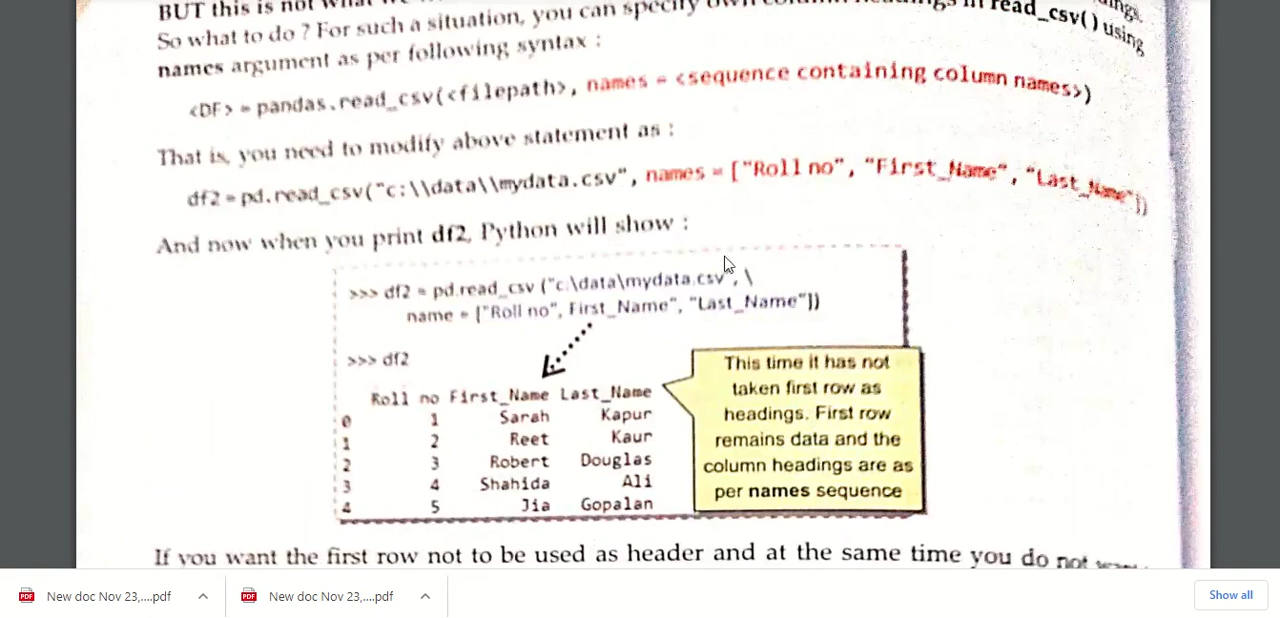 BUT this is not what
So what to do ? For such a situation, you can specify own column headings in read_csv() using
names argument as per following syntax :
<DF> = pandas.read_csv(<filepath>, names = <sequence containing column names>)
That is, you need to modify above statement as :
df2 = pd.read_csv("c:\\data\\mydata.csv", names = ["Roll no", "First_Name", "Last_Name"])
And now when you print df2, Python will show :
>>> df2 = pd.read_csv ("c:\data\mydata.csv", \
name = ["Roll no", First_Name", "Last_Name"])
>>> df2
Roll no First_Name Last_Name
0 1 Sarah Kapur
1 2 Reet Kaur
2 3 Robert Douglas
3 4 Shahida Ali
4 5 Jia Gopalan
This time it has not
taken first row as
headings. First row
remains data and the
column headings are as
per names sequence
If you want the first row not to be used as header and at the same time you do not
New doc Nov 23,....pdf
New doc Nov 23,....pdf
Show all